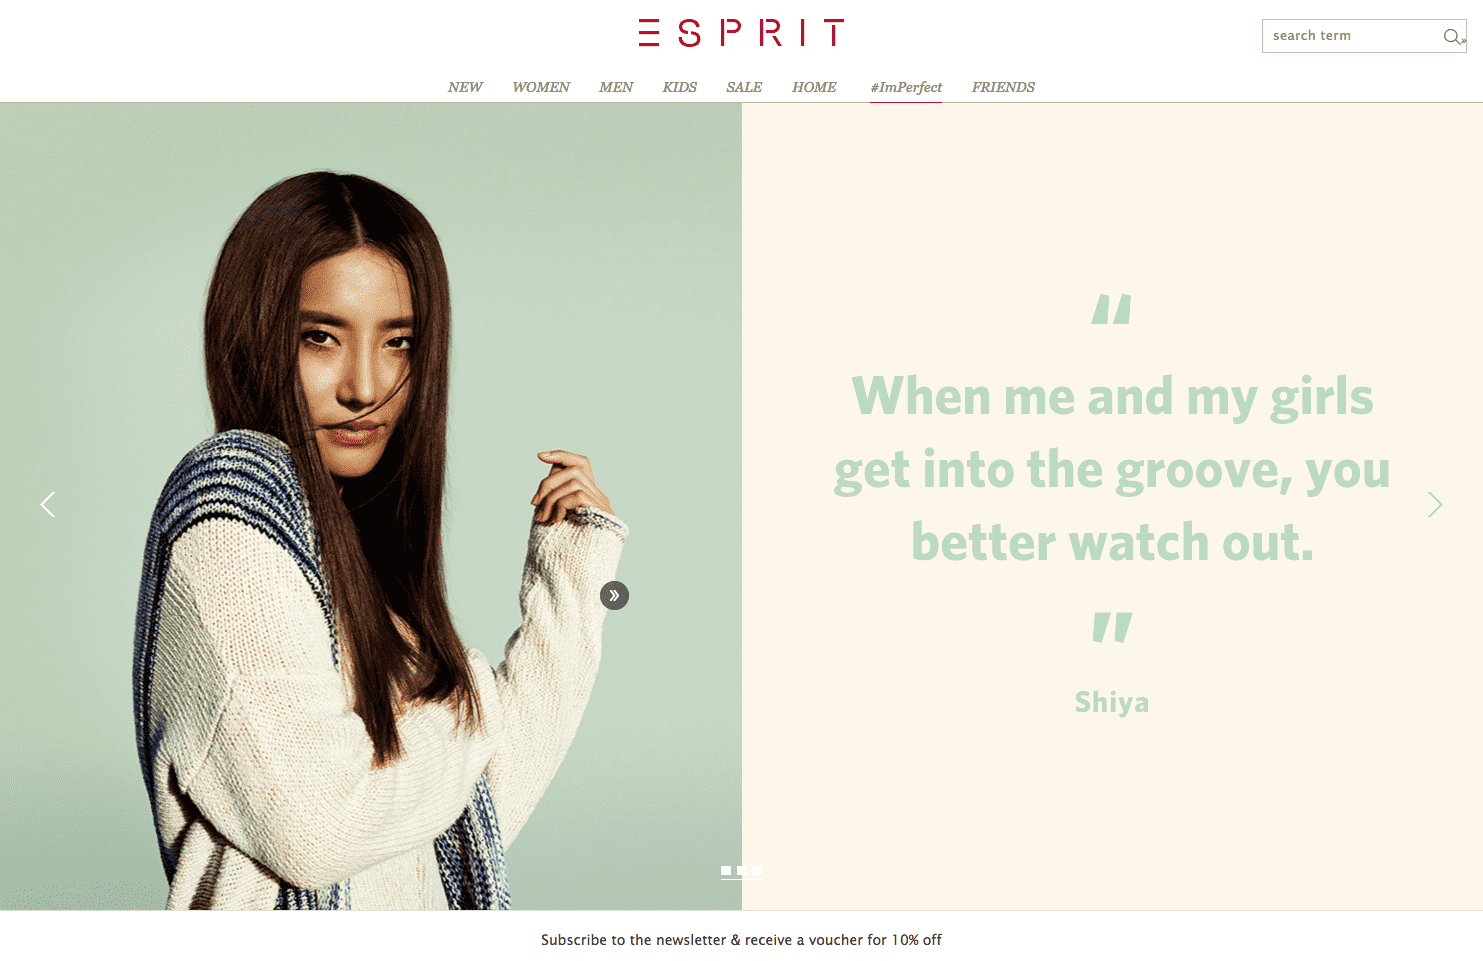 ESPRIT
search term
NEW WOMEN MEN KIDS SALE HOME #ImPerfect FRIENDS
“
When me and my girls
get into the groove, you
better watch out.
”
Shiya
Subscribe to the newsletter & receive a voucher for 10% off